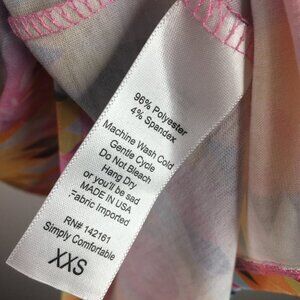 96% Polyester
4% Spandex
Machine Wash Cold
Gentle Cycle
Do Not Bleach
Hang Dry
or you'll be sad
MADE IN USA
Fabric Imported
RN# 142161
Simply Comfortable
XXS